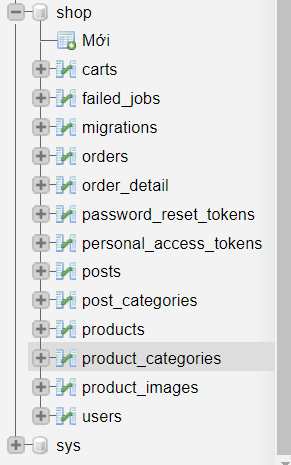 shop
Mới
carts
failed_jobs
migrations
orders
order_detail
password_reset_tokens
personal_access_tokens
posts
post_categories
products
product_categories
product_images
users
sys